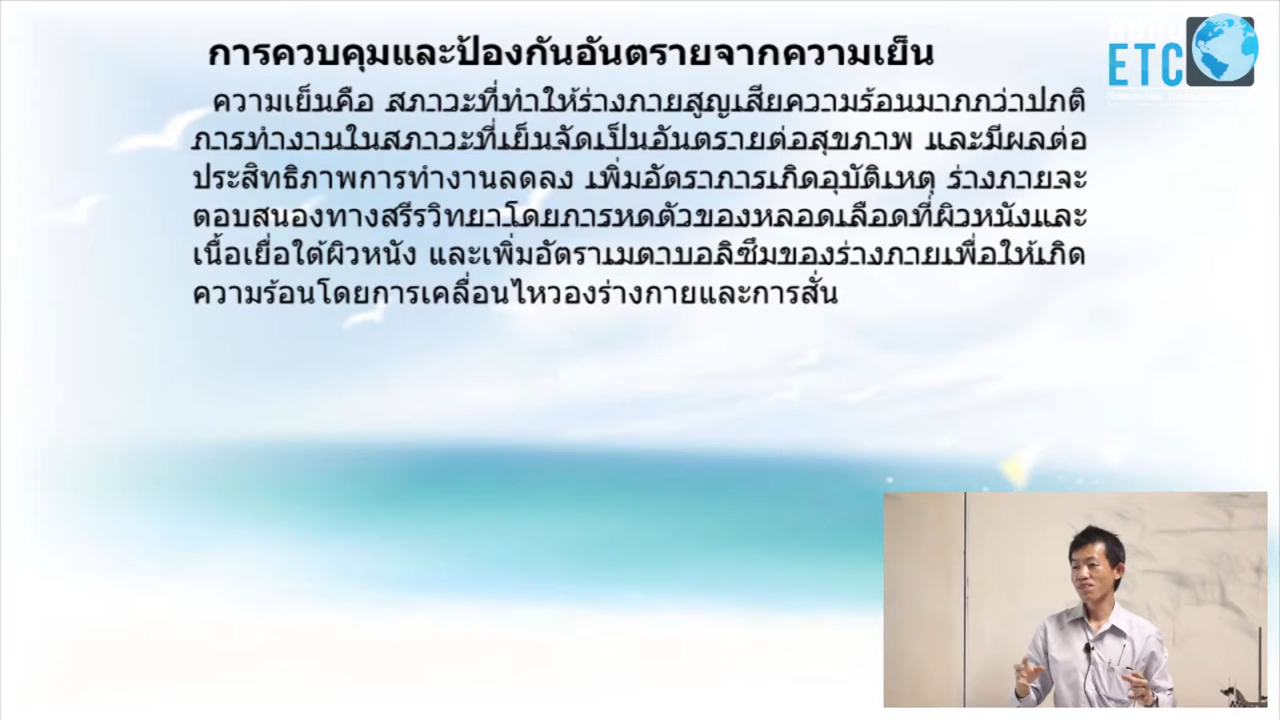 การควบคุมและป้องกันอันตรายจากความเย็น
ความเย็นคือ สภาวะที่ทำให้ร่างกายสูญเสียความร้อนมากกว่าปกติ
การทำงานในสภาวะที่เย็นจัดเป็นอันตรายต่อสุขภาพ และมีผลต่อ
ประสิทธิภาพการทำงานลดลง เพิ่มอัตราการเกิดอุบัติเหตุ ร่างกายจะ
ตอบสนองทางสรีรวิทยาโดยการหดตัวของหลอดเลือดที่ผิวหนังและ
เนื้อเยื่อใต้ผิวหนัง และเพิ่มอัตราเมตาบอลิซึมของร่างกายเพื่อให้เกิด
ความร้อนโดยการเคลื่อนไหวองร่างกายและการสั่น
ETC